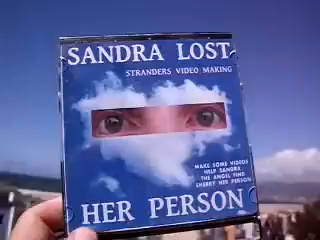 SANDRA LOST
STRANDERS VIDEO MAKING
MAKE SOME VIDEOS
HELP SANDRA
THE ANGEL FIND
SHERRY HER PERSON
HER PERSON